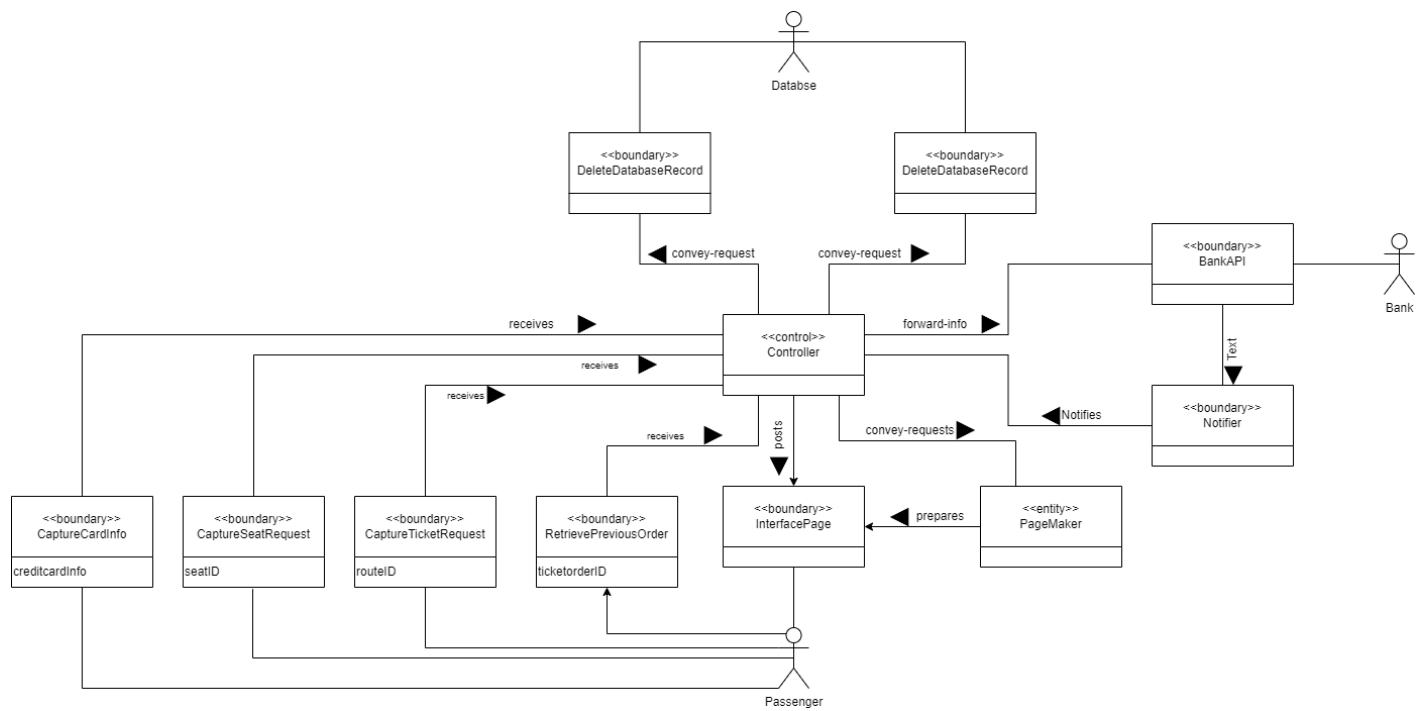 Databse
<<boundary>>
DeleteDatabaseRecord
<<boundary>>
DeleteDatabaseRecord
convey-request
convey-request
<<boundary>>
BankAPI
Bank
receives
<<control>>
Controller
forward-info
receives
Text
receives
<<boundary>>
Notifier
Notifies
receives
posts
convey-requests
<<boundary>>
CaptureCardInfo
creditcardInfo
<<boundary>>
CaptureSeatRequest
seatID
<<boundary>>
CaptureTicketRequest
routeID
<<boundary>>
RetrievePreviousOrder
ticketorderID
<<boundary>>
InterfacePage
prepares
<<entity>>
PageMaker
Passenger